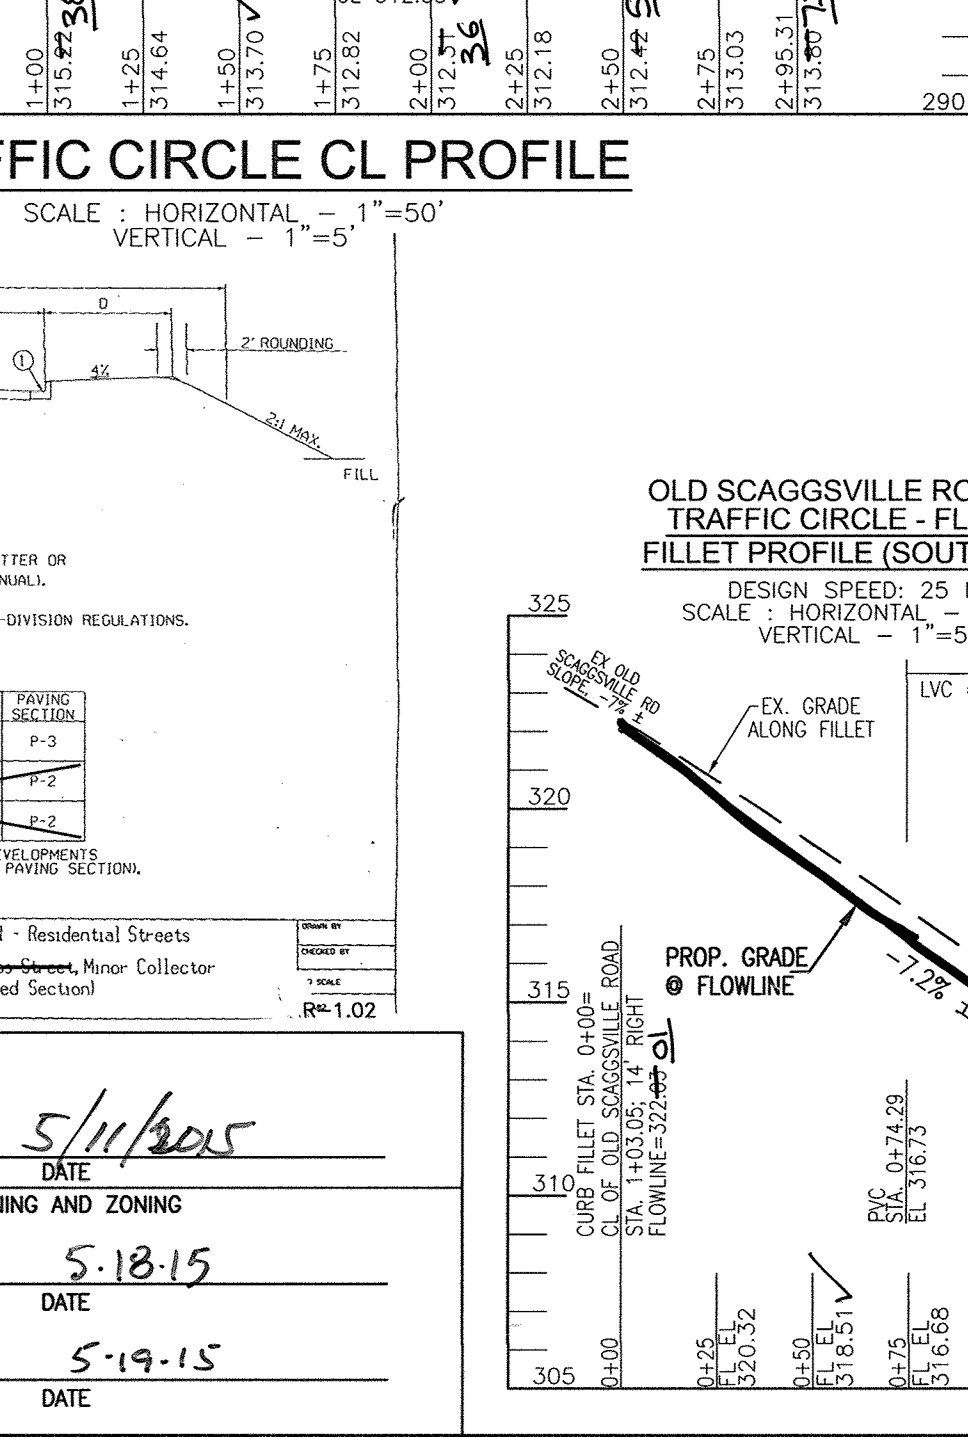 1+00
315.22 38
1+25
314.64
1+50
313.70
1+75
312.82
2+00
312.51 36
2+25
312.18
2+50
312.42
2+75
313.03
2+95.31
313.80
290
FFIC CIRCLE CL PROFILE
SCALE : HORIZONTAL - 1"=50'
VERTICAL - 1"=5'
D
2' ROUNDING
1
4%
2:1 MAX.
FILL
TTER OR
NUAL).
-DIVISION REGULATIONS.
PAVING
SECTION
P-3
P-2
P-2
EVELOPMENTS
PAVING SECTION).
- Residential Streets
Street, Minor Collector
ed Section)
DRAWN BY
CHECKED BY
SCALE
R-1.02
5/11/2015
DATE
NING AND ZONING
5·18·15
DATE
5·19·15
DATE
OLD SCAGGSVILLE RO
TRAFFIC CIRCLE - FL
FILLET PROFILE (SOUT
DESIGN SPEED: 25
SCALE : HORIZONTAL -
VERTICAL - 1"=5
325
EX OLD
SCAGGSVILLE RD
SLOPE, -7% ±
EX. GRADE
ALONG FILLET
LVC
320
PROP. GRADE
@ FLOWLINE
-7.2% ±
315
CURB FILLET STA. 0+00=
CL OF OLD SCAGGSVILLE ROAD
STA. 1+03.05; 14' RIGHT
FLOWLINE=322.03 01
310
PVC
STA. 0+74.29
EL 316.73
305
0+00
0+25
FL EL
320.32
0+50
FL EL
318.51
0+75
FL EL
316.68